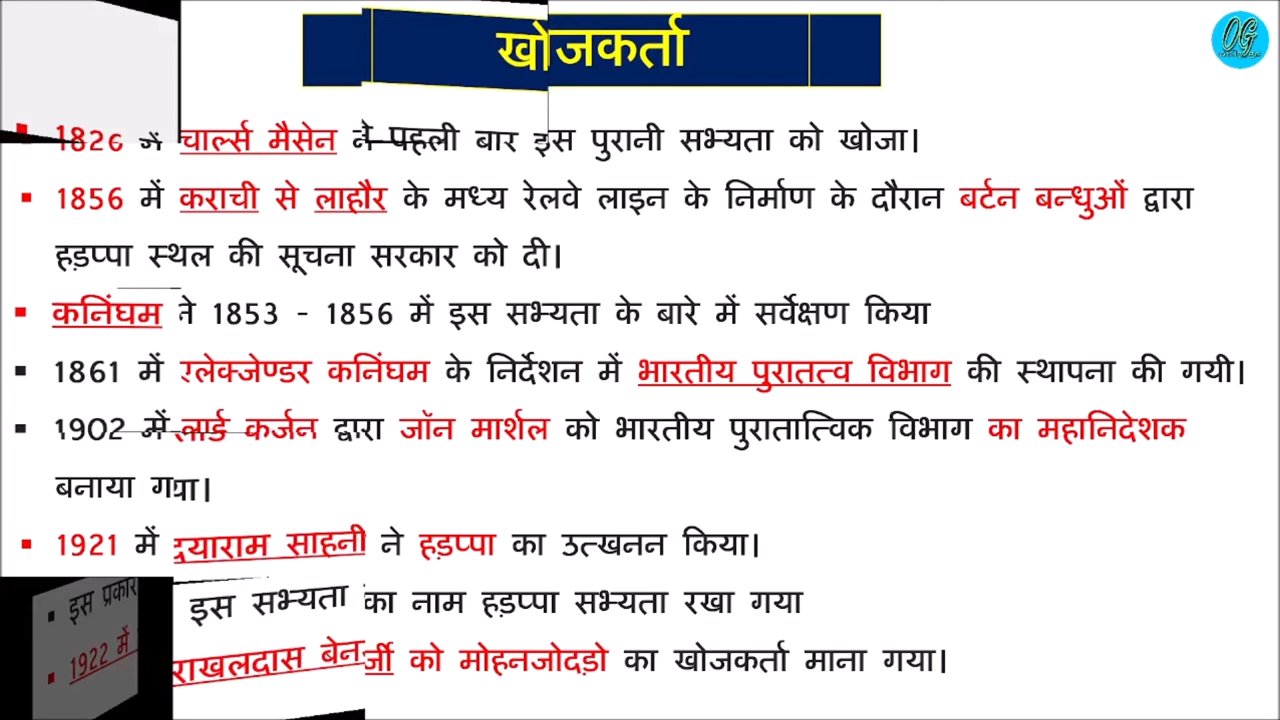 खोजकर्ता
OG
1826 में चार्ल्स मैसेन ने पहली बार इस पुरानी सभ्यता को खोजा।
1856 में कराची से लाहौर के मध्य रेलवे लाइन के निर्माण के दौरान बर्टन बन्धुओं द्वारा
हड़प्पा स्थल की सूचना सरकार को दी।
कनिंघम ने 1853 - 1856 में इस सभ्यता के बारे में सर्वेक्षण किया
1861 में एलेक्जेण्डर कनिंघम के निर्देशन में भारतीय पुरातत्व विभाग की स्थापना की गयी।
1902 में लार्ड कर्जन द्वारा जॉन मार्शल को भारतीय पुरातात्विक विभाग का महानिदेशक
बनाया गया।
1921 में दयाराम साहनी ने हड़प्पा का उत्खनन किया।
इस प्रकार इस सभ्यता का नाम हड़प्पा सभ्यता रखा गया
1922 में राखलदास बेनर्जी को मोहनजोदड़ो का खोजकर्ता माना गया।